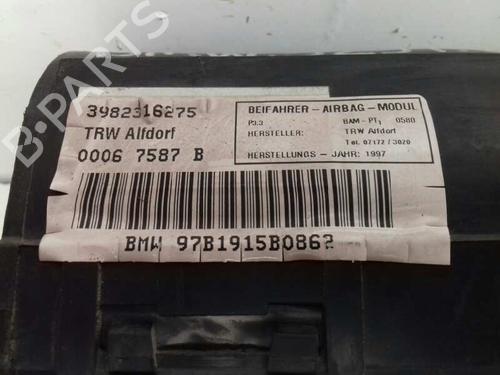 3982316275
TRW Alfdorf
0006 7587 B
BEIFAHRER-AIRBAG-MODUL
P3.3 BAM-PT1 0580
HERSTELLER: TRW Alfdorf
Tel. 07172/3020
HERSTELLUNGS-JAHR: 1997
BMW 97B1915B0862
B-PARTS